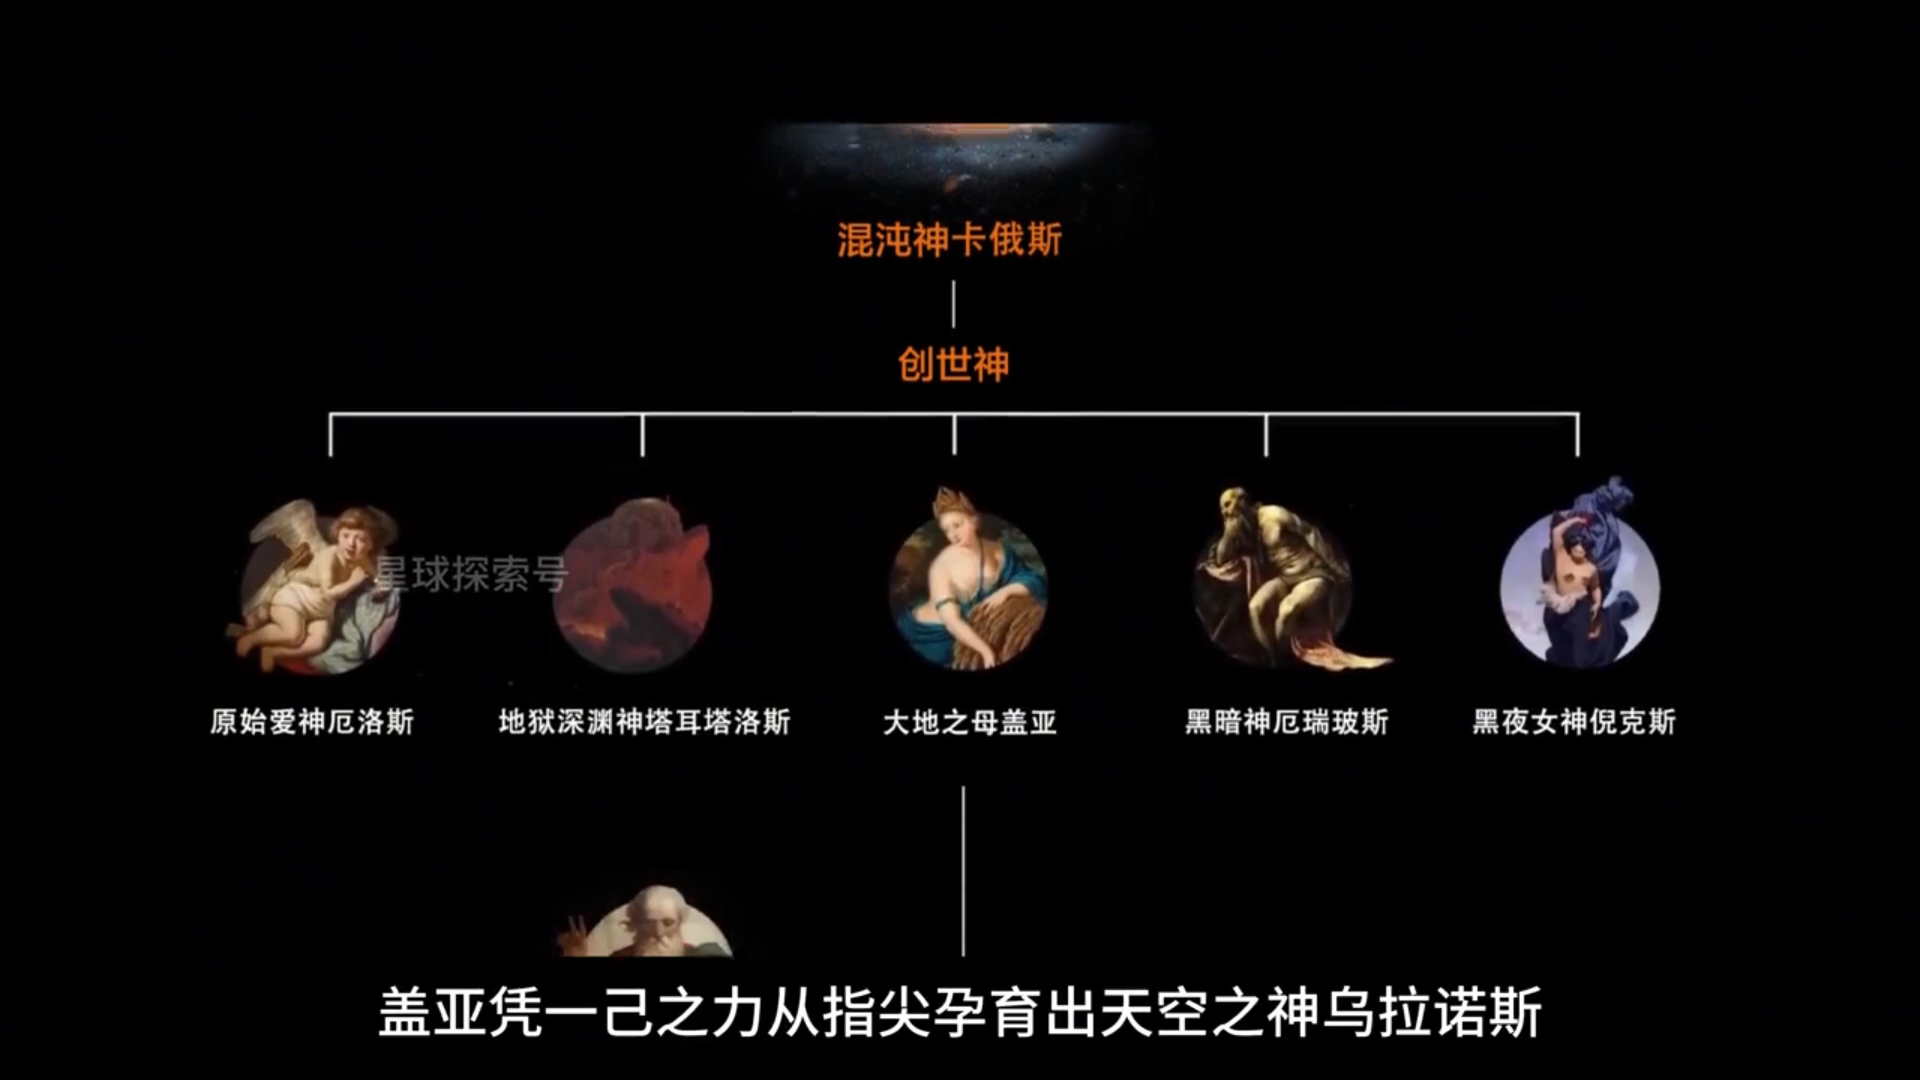 混沌神卡俄斯
创世神
星球探索号
原始爱神厄洛斯
地狱深渊神塔耳塔洛斯
大地之母盖亚
黑暗神厄瑞玻斯
黑夜女神倪克斯
盖亚凭一己之力从指尖孕育出天空之神乌拉诺斯